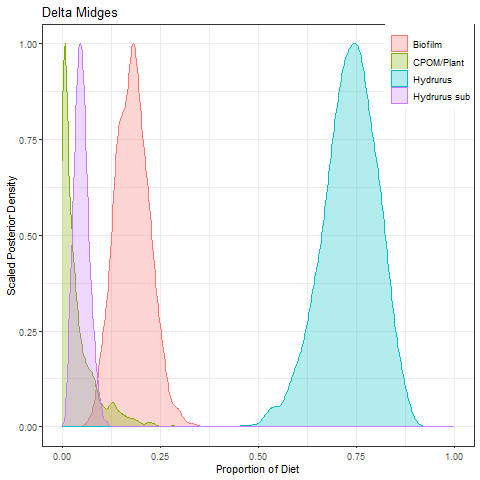 Delta Midges
Biofilm
CPOM/Plant
Hydrurus
Hydrurus sub
Scaled Posterior Density
1.00
0.75
0.50
0.25
0.00
0.00 0.25 0.50 0.75 1.00
Proportion of Diet